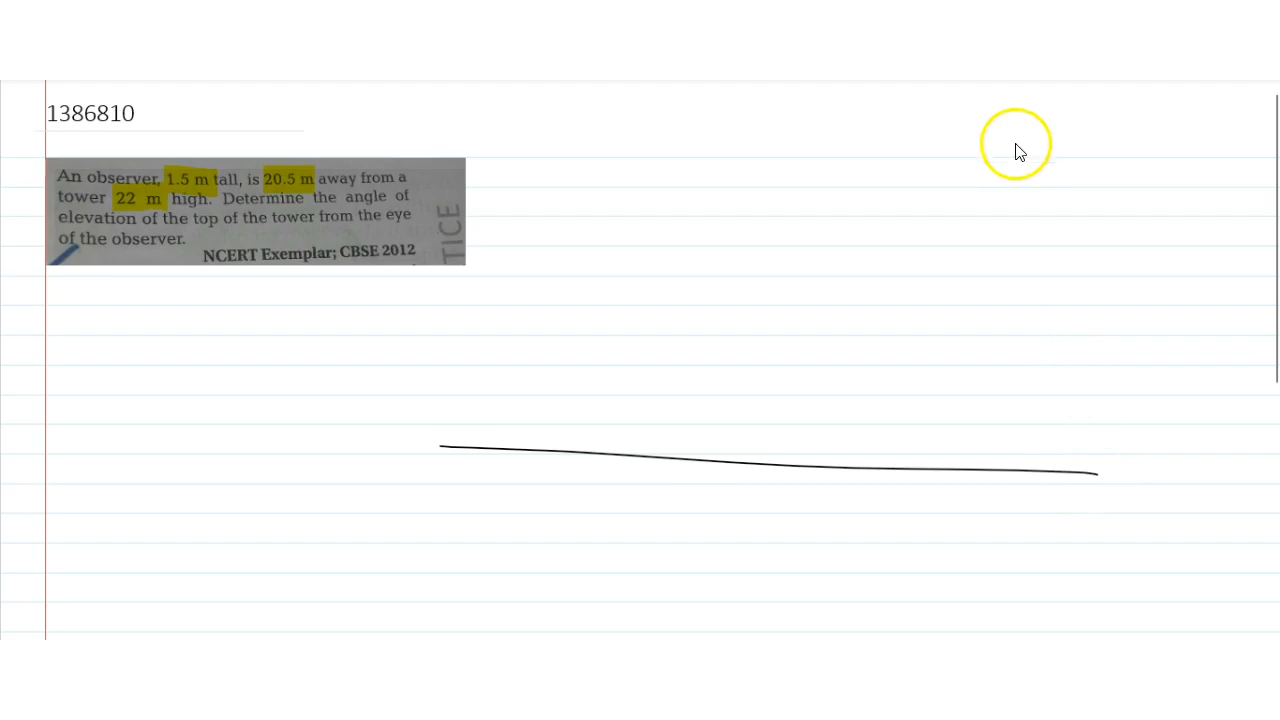 1386810
An observer, 1.5 m tall, is 20.5 m away from a
tower 22 m high. Determine the angle of
elevation of the top of the tower from the eye
of the observer.
NCERT Exemplar; CBSE 2012
TICE